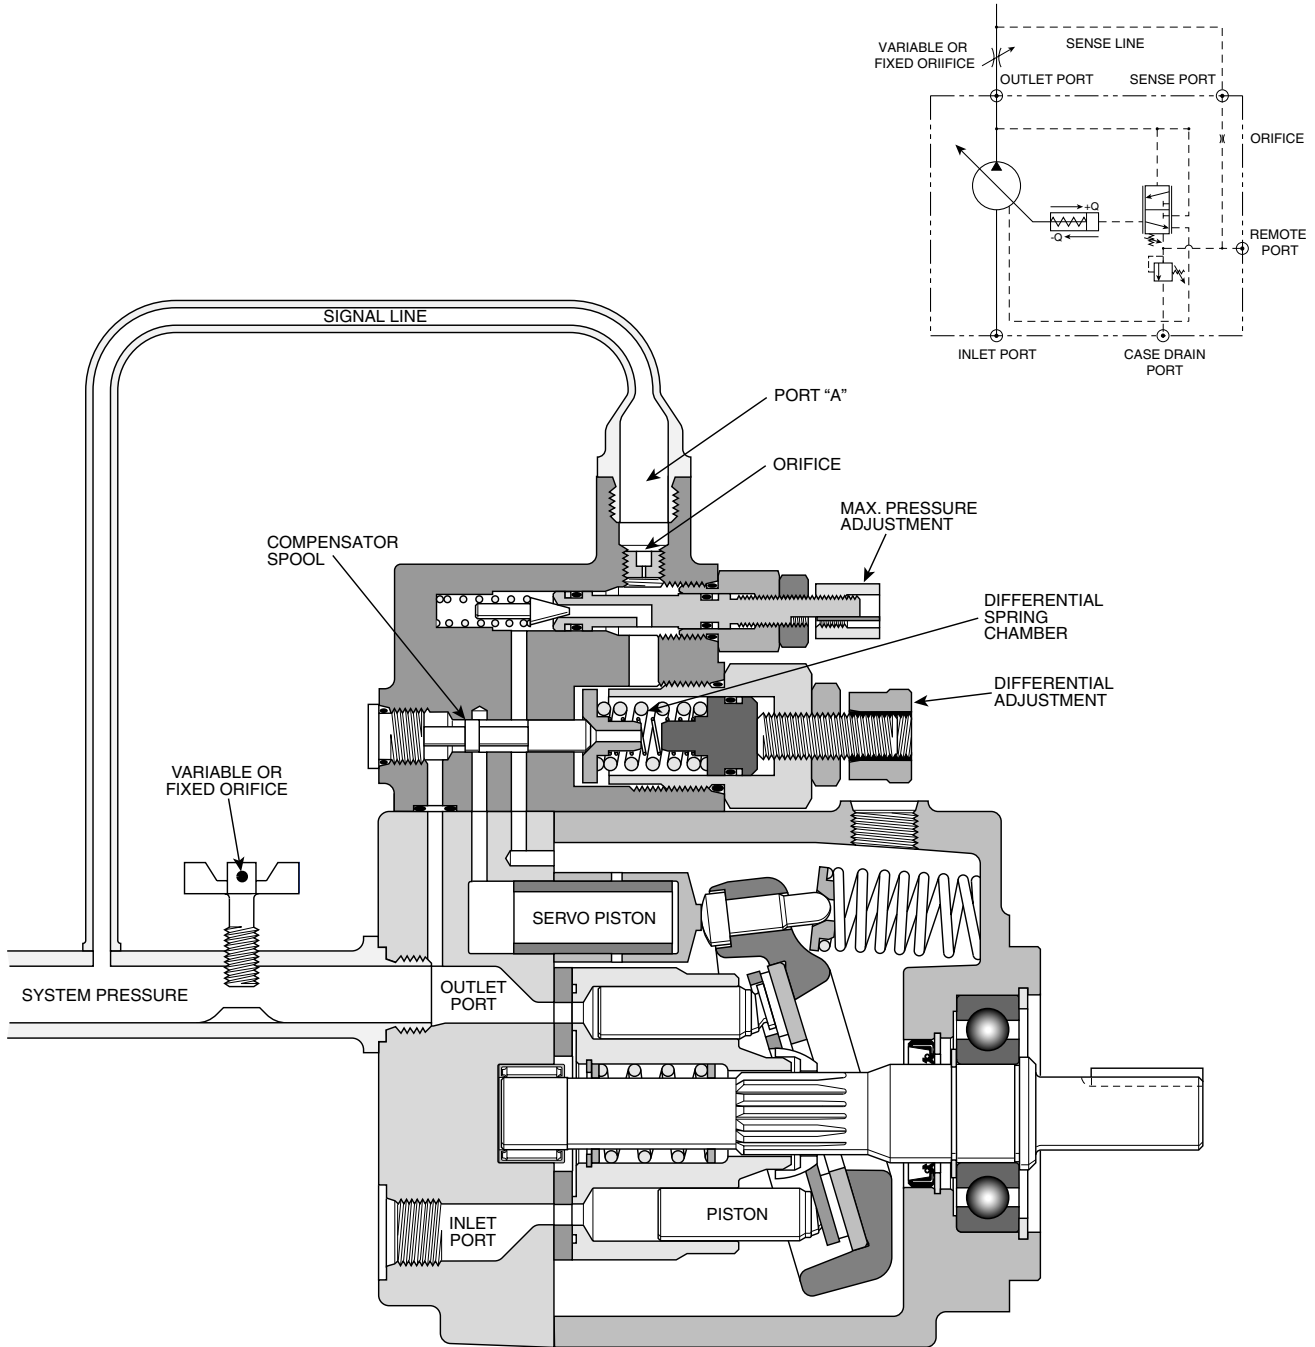 VARIABLE OR
FIXED ORIIFICE
SENSE LINE
OUTLET PORT
SENSE PORT
ORIFICE
+Q
-Q
REMOTE
PORT
INLET PORT
CASE DRAIN
PORT
SIGNAL LINE
PORT “A”
ORIFICE
MAX. PRESSURE
ADJUSTMENT
COMPENSATOR
SPOOL
DIFFERENTIAL
SPRING
CHAMBER
DIFFERENTIAL
ADJUSTMENT
VARIABLE OR
FIXED ORIFICE
SERVO PISTON
SYSTEM PRESSURE
OUTLET
PORT
PISTON
INLET
PORT